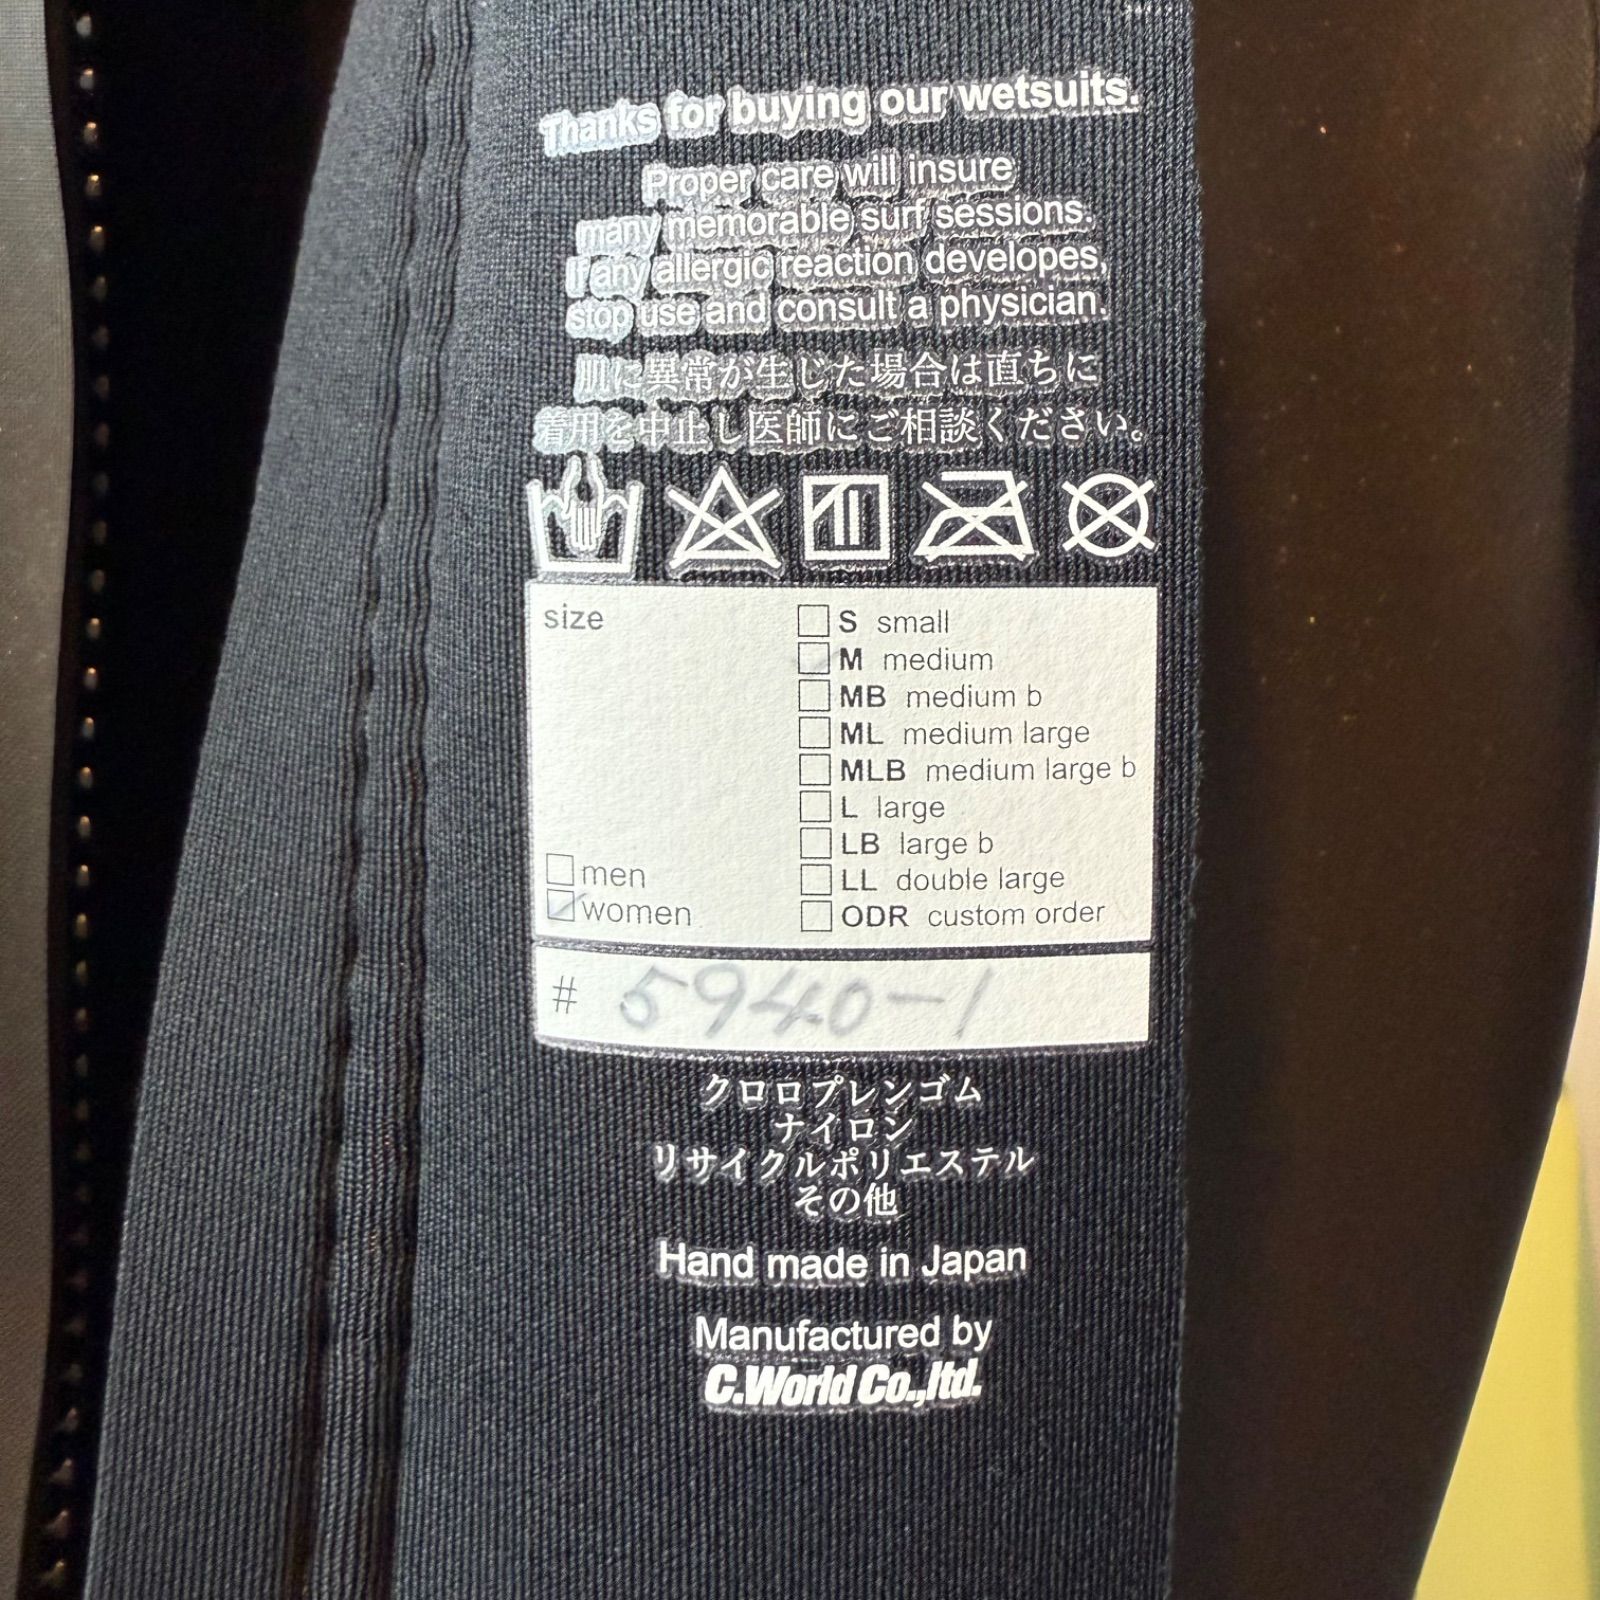 Thanks for buying our wetsuits.
Proper care will insure
many memorable surf sessions.
If any allergic reaction developes,
stop use and consult a physician.
肌に異常が生じた場合は直ちに
着用を中止し医師にご相談ください。
size
S small
M medium
MB medium b
ML medium large
MLB medium large b
L large
LB large b
LL double large
ODR custom order
men
women
# 5940-1
クロロプレンゴム
ナイロン
リサイクルポリエステル
その他
Hand made in Japan
Manufactured by
C.World Co.,ltd.